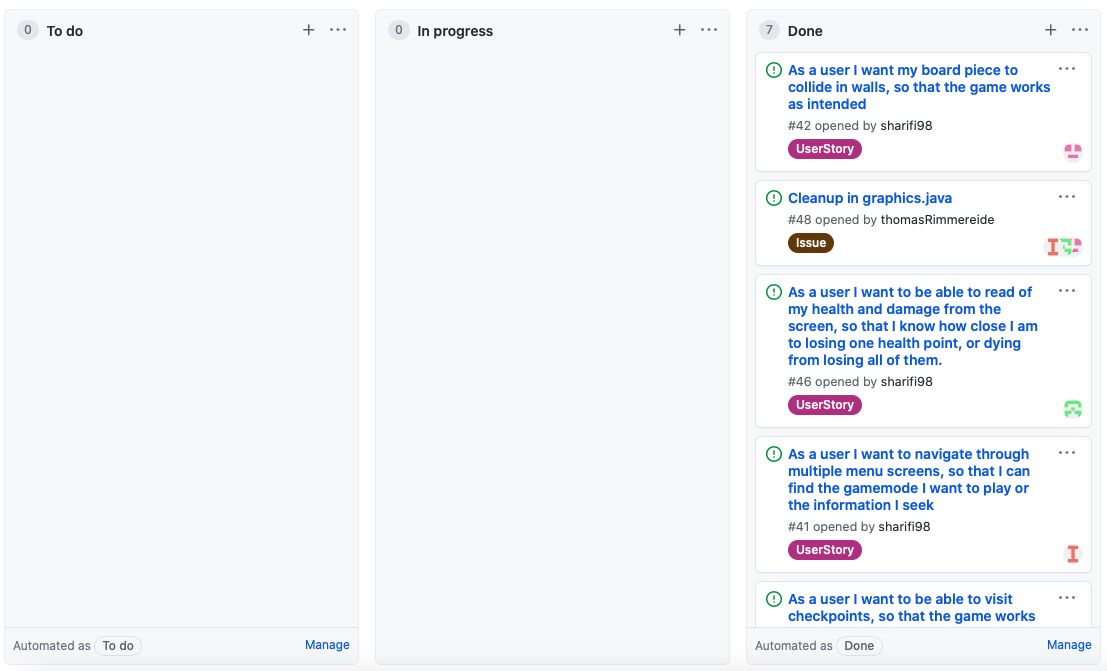 0 To do
Automated as To do Manage
0 In progress
7 Done
As a user I want my board piece to
collide in walls, so that the game works
as intended
#42 opened by sharifi98
UserStory
Cleanup in graphics.java
#48 opened by thomasRimmereide
Issue
As a user I want to be able to read of
my health and damage from the
screen, so that I know how close I am
to losing one health point, or dying
from losing all of them.
#46 opened by sharifi98
UserStory
As a user I want to navigate through
multiple menu screens, so that I can
find the gamemode I want to play or
the information I seek
#41 opened by sharifi98
UserStory
As a user I want to be able to visit
checkpoints, so that the game works
Automated as Done Manage